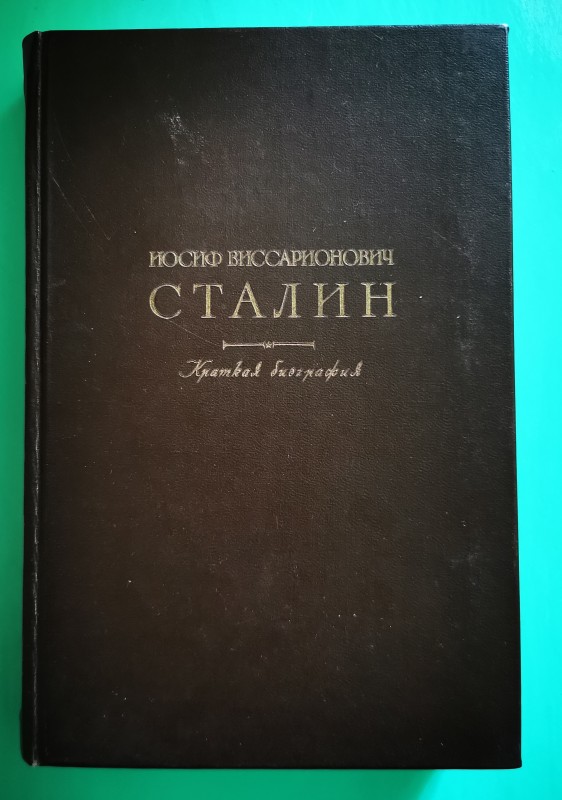 ИОСИФ ВИССАРИОНОВИЧ
СТАЛИН
Краткая биография